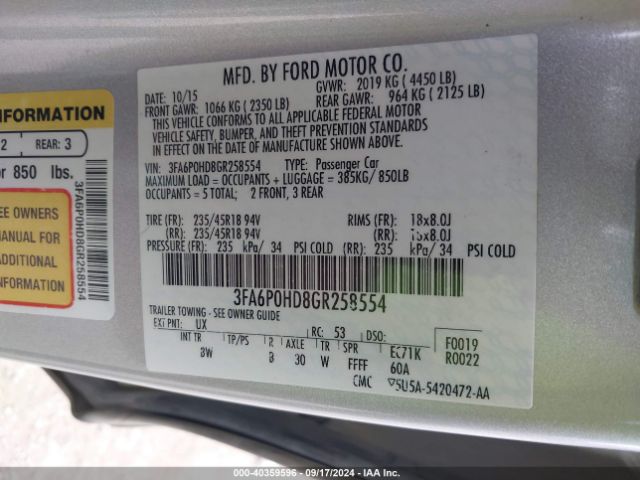 NFORMATION
2 REAR: 3
or 850 lbs.
EE OWNERS
MANUAL FOR
ADDITIONAL
INFORMATION
3FA6P0HD8GR258554
MFD. BY FORD MOTOR CO.
DATE: 10/15 GVWR: 2019 KG ( 4450 LB)
FRONT GAWR: 1066 KG ( 2350 LB) REAR GAWR: 964 KG ( 2125 LB)
THIS VEHICLE CONFORMS TO ALL APPLICABLE FEDERAL MOTOR
VEHICLE SAFETY, BUMPER, AND THEFT PREVENTION STANDARDS
IN EFFECT ON THE DATE OF MANUFACTURE SHOWN ABOVE.
VIN: 3FA6P0HD8GR258554 TYPE: Passenger Car
MAXIMUM LOAD = OCCUPANTS + LUGGAGE = 385KG/ 850LB
OCCUPANTS = 5 TOTAL; 2 FRONT, 3 REAR
TIRE (FR): 235/45R18 94V RIMS (FR): 18x8.0J
(RR): 235/45R18 94V (RR): 18x8.0J
PRESSURE (FR): 235 kPa/ 34 PSI COLD (RR): 235 kPa/ 34 PSI COLD
3FA6P0HD8GR258554
TRAILER TOWING - SEE OWNER GUIDE
EXT PNT: UX RC: 53 DSO: F0019
INT TR TP/PS R AXLE TR SPR R0022
BW B 30 W FFFF 60A
CMC 5U5A-5420472-AA
000-40359596 - 09/17/2024 - IAA Inc.